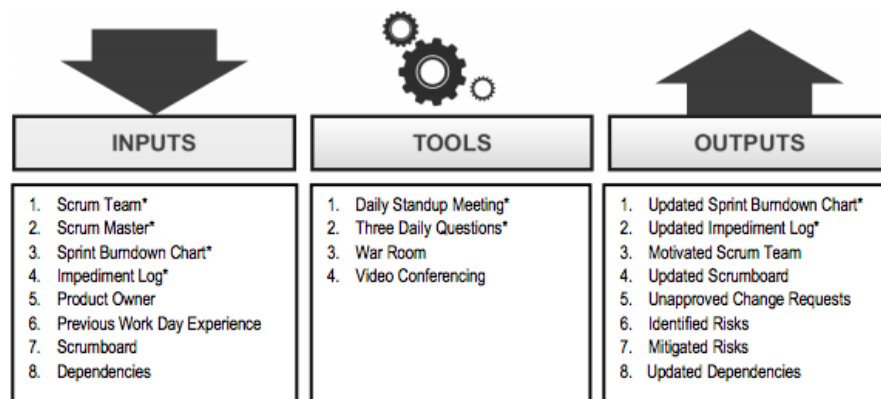 INPUTS
1. Scrum Team*
2. Scrum Master*
3. Sprint Burndown Chart*
4. Impediment Log*
5. Product Owner
6. Previous Work Day Experience
7. Scrumboard
8. Dependencies
TOOLS
1. Daily Standup Meeting*
2. Three Daily Questions*
3. War Room
4. Video Conferencing
OUTPUTS
1. Updated Sprint Burndown Chart*
2. Updated Impediment Log*
3. Motivated Scrum Team
4. Updated Scrumboard
5. Unapproved Change Requests
6. Identified Risks
7. Mitigated Risks
8. Updated Dependencies